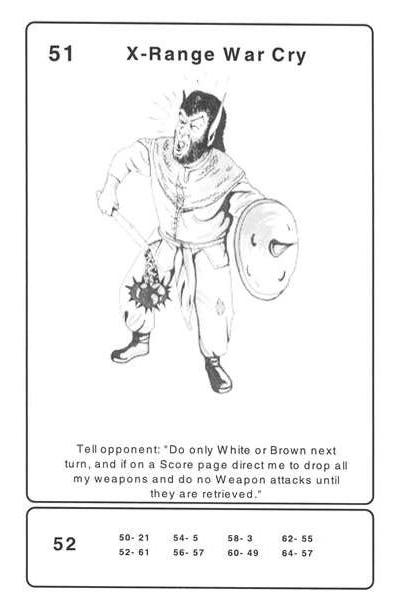 51 X-Range War Cry
Tell opponent: "Do only White or Brown next
turn, and if on a Score page direct me to drop all
my weapons and do no Weapon attacks until
they are retrieved."
52
50- 21 54- 5 58- 3 62- 55
52- 61 56- 57 60- 49 64- 57